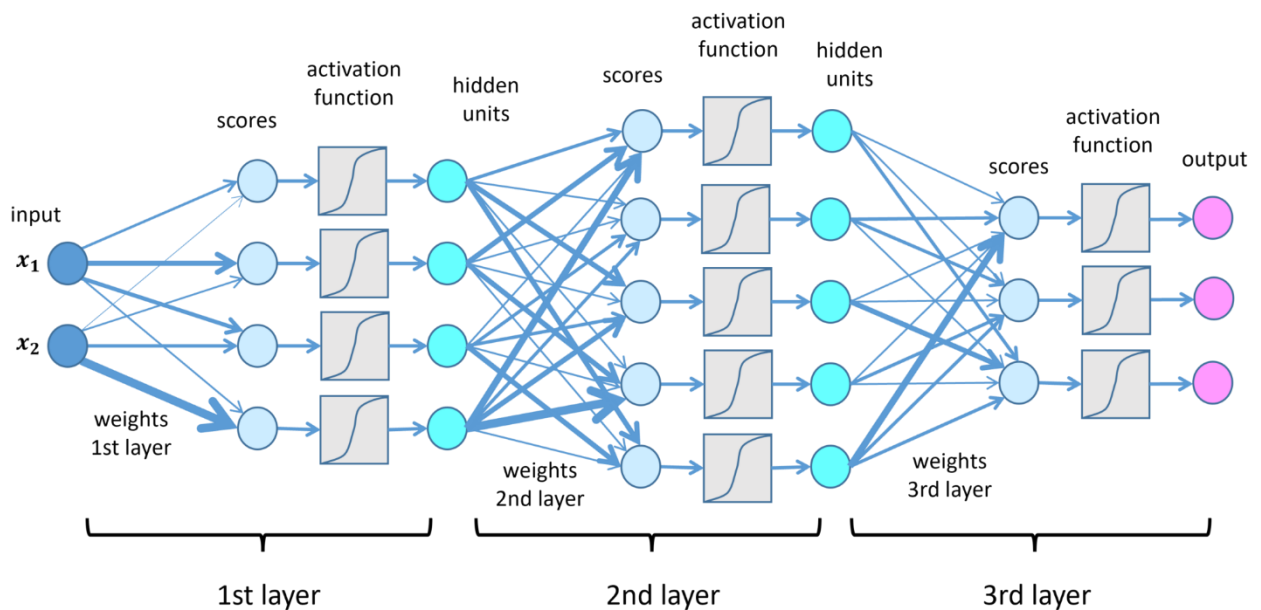 activation
function
hidden
units
scores
activation
function
hidden
units
scores
activation
function
scores
output
input
x₁
x₂
weights
1st layer
weights
2nd layer
weights
3rd layer
1st layer
2nd layer
3rd layer